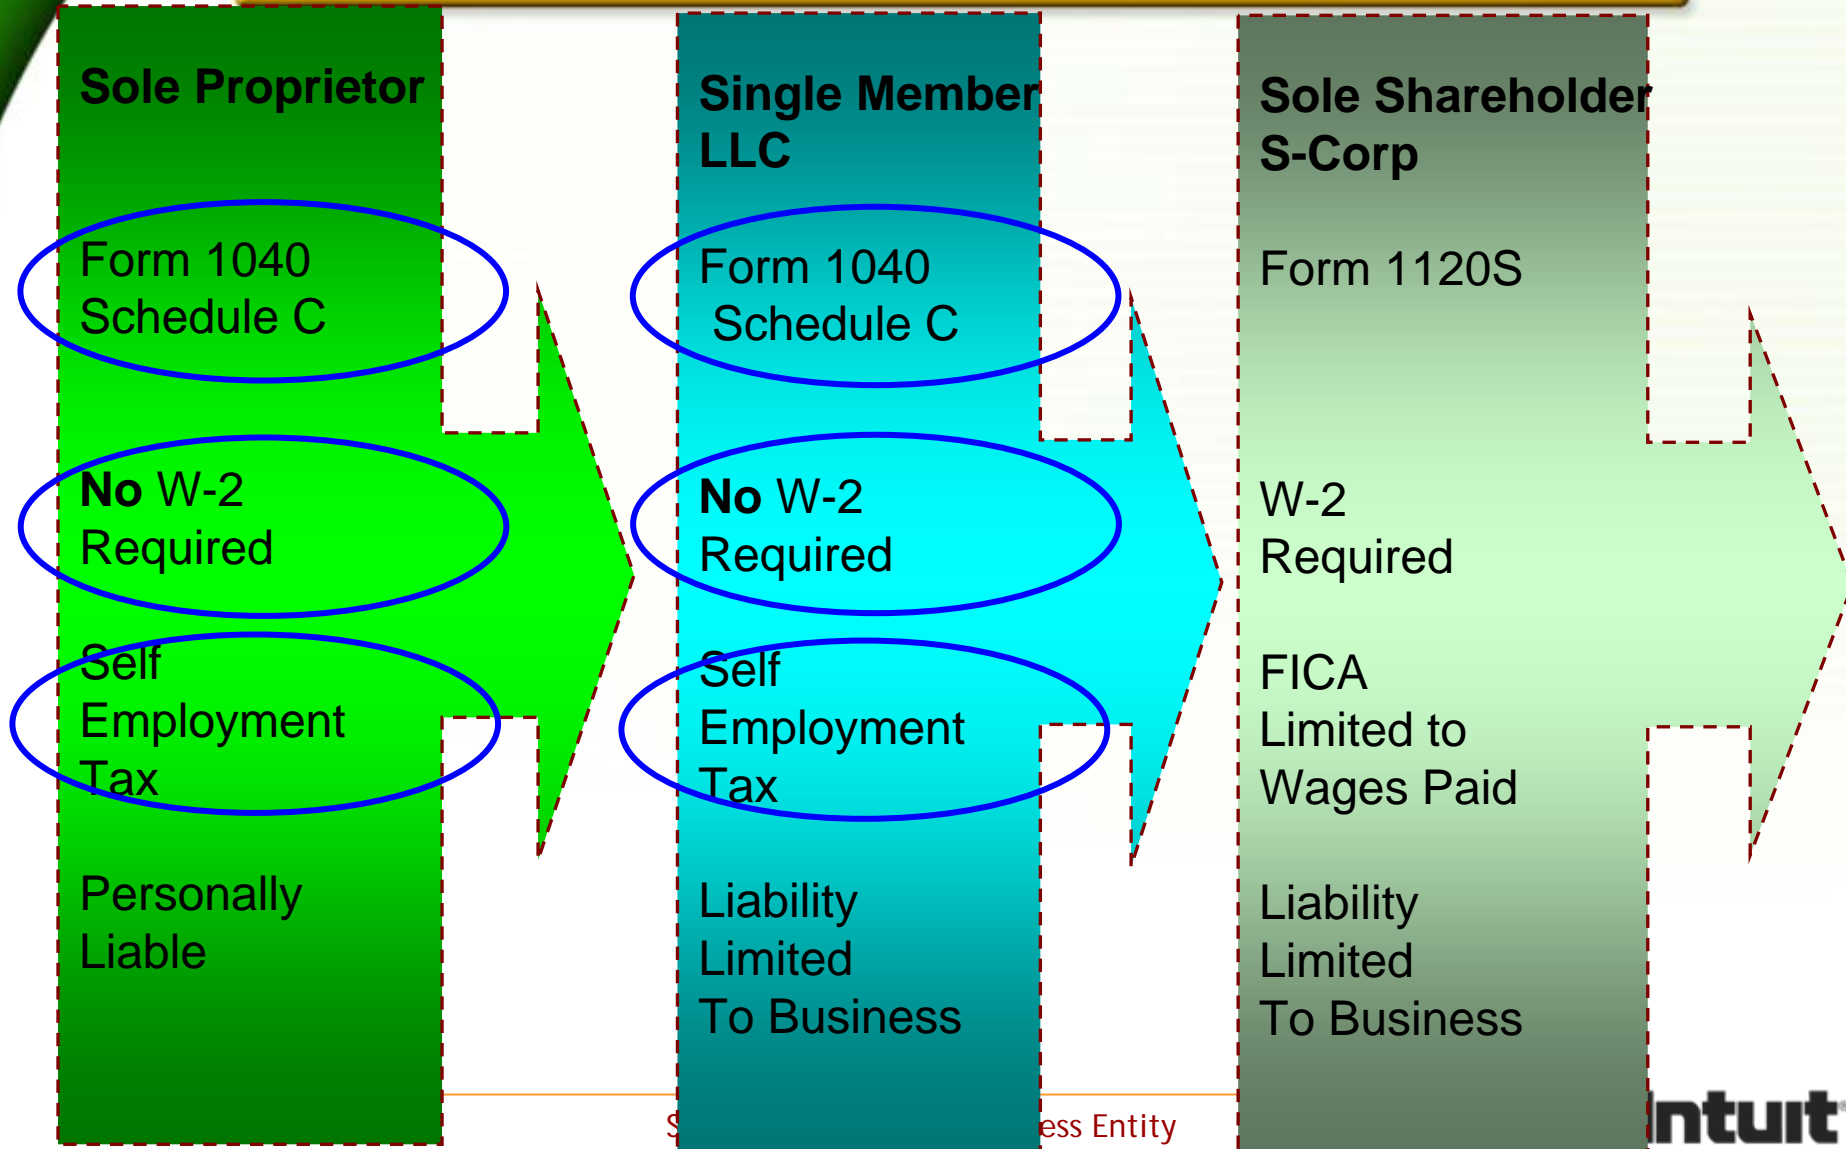 Sole Proprietor
Form 1040
Schedule C
No W-2
Required
Self
Employment
Tax
Personally
Liable
Single Member
LLC
Form 1040
Schedule C
No W-2
Required
Self
Employment
Tax
Liability
Limited
To Business
Sole Shareholder
S-Corp
Form 1120S
W-2
Required
FICA
Limited to
Wages Paid
Liability
Limited
To Business
Entity
Intuit